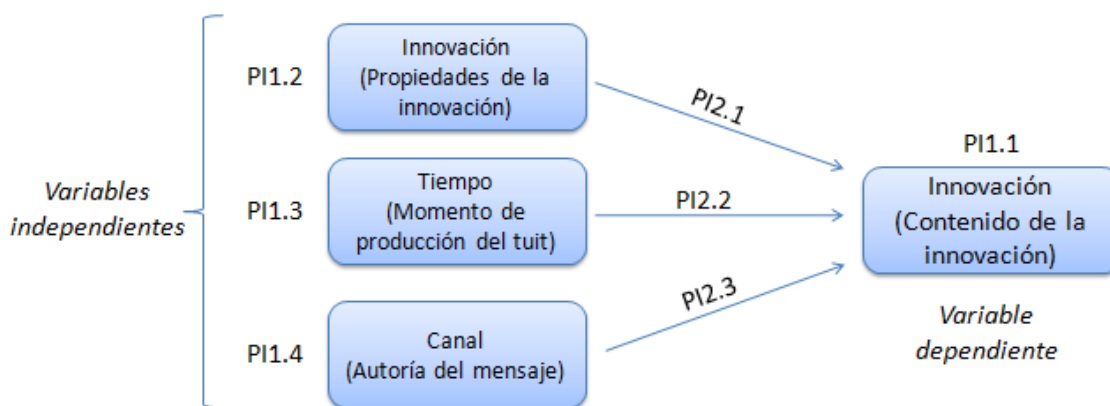 Variables
independientes
PI1.2
Innovación
(Propiedades de la
innovación)
PI1.3
Tiempo
(Momento de
producción del tuit)
PI1.4
Canal
(Autoría del mensaje)
PI2.1
PI2.2
PI2.3
PI1.1
Innovación
(Contenido de la
innovación)
Variable
dependiente